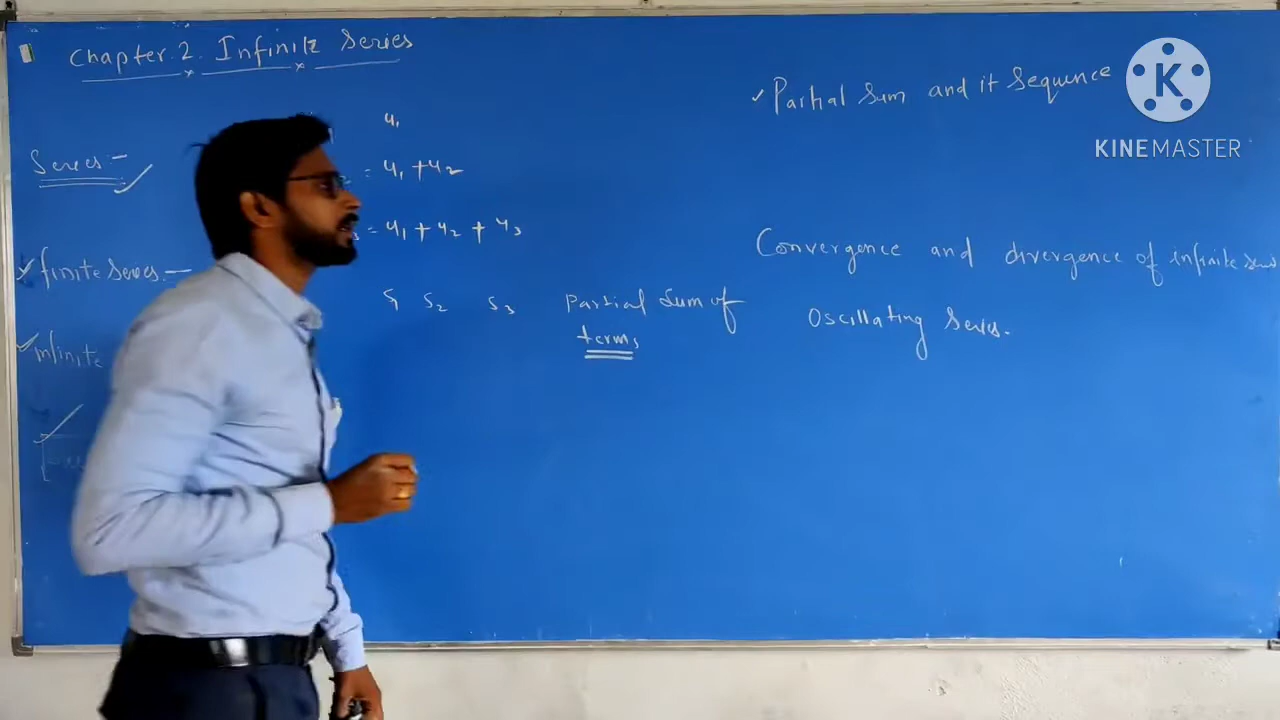 Chapter.2. Infinite Series
Series:-
finite Series.-
infinite
u1
= u1 + u2
= u1 + u2 + u3
S1 S2 S3
Partial Sum of
terms
✓ Partial Sum and it Sequence
Convergence and divergence of infinite
Oscillating Series.
K
KINEMASTER